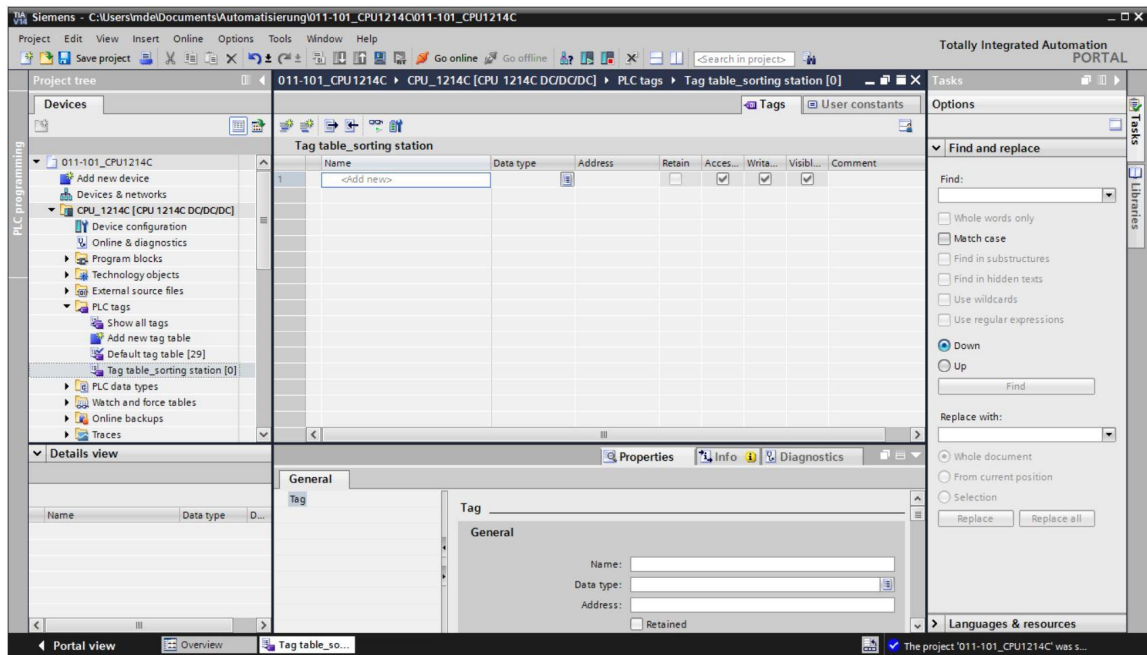 Siemens - C:\Users\mde\Documents\Automatisierung\011-101_CPU1214C\011-101_CPU1214C
Project Edit View Insert Online Options Tools Window Help
Totally Integrated Automation
PORTAL
Save project Go online Go offline <Search in project>
Project tree
011-101_CPU1214C CPU_1214C [CPU 1214C DC/DC/DC] PLC tags Tag table_sorting station [0]
Tasks
Devices
Tags User constants
Options
Tag table_sorting station
Name Data type Address Retain Acces... Writa... Visibl... Comment
1 <Add new>
PLC programming
011-101_CPU1214C
Add new device
Devices & networks
CPU_1214C [CPU 1214C DC/DC/DC]
Device configuration
Online & diagnostics
Program blocks
Technology objects
External source files
PLC tags
Show all tags
Add new tag table
Default tag table [29]
Tag table_sorting station [0]
PLC data types
Watch and force tables
Online backups
Traces
Find and replace
Find:
Whole words only
Match case
Find in substructures
Find in hidden texts
Use wildcards
Use regular expressions
Down
Up
Find
Replace with:
Whole document
From current position
Selection
Replace Replace all
Languages & resources
Tasks
Libraries
Details view
Name Data type D...
Properties Info Diagnostics
General
Tag
Tag
General
Name:
Data type:
Address:
Retained
Portal view Overview Tag table_so...
The project '011-101_CPU1214C' was s...